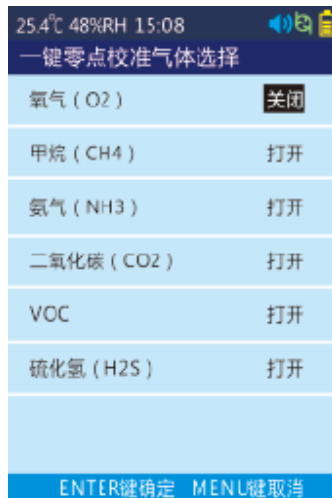 25.4℃ 48%RH 15:08
一键零点校准气体选择
氧气（O2） 关闭
甲烷（CH4） 打开
氨气（NH3） 打开
二氧化碳（CO2） 打开
VOC 打开
硫化氢（H2S） 打开
ENTER键确定 MENU键取消